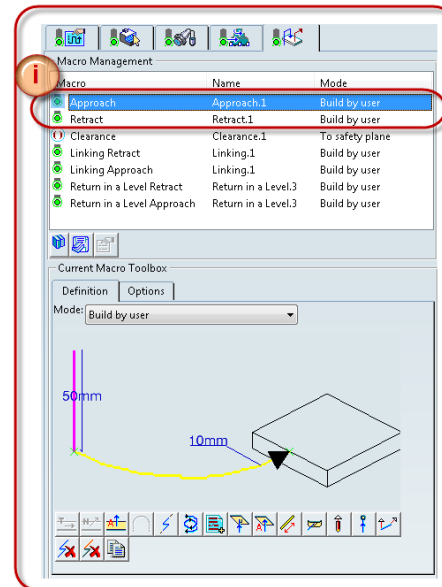 Macro Management
i
Macro Name Mode
Approach Approach.1 Build by user
Retract Retract.1 Build by user
Clearance Clearance.1 To safety plane
Linking Retract Linking.1 Build by user
Linking Approach Linking.1 Build by user
Return in a Level Retract Return in a Level.3 Build by user
Return in a Level Approach Return in a Level.3 Build by user
Current Macro Toolbox
Definition Options
Mode: Build by user
50mm
10mm